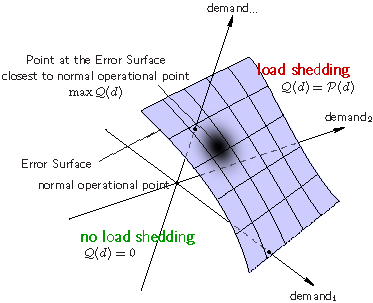 demand...
Point at the Error Surface
closest to normal operational point
max Q(d)
load shedding
Q(d) = P(d)
demand₂
Error Surface
normal operational point
no load shedding
Q(d) = 0
demand₁